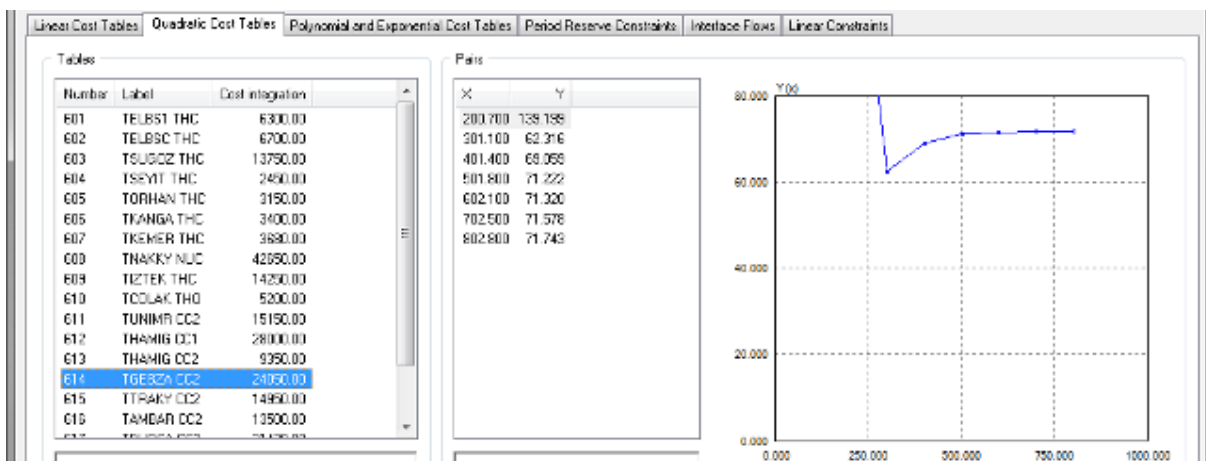 Linear Cost Tables Quadratic Cost Tables Polynomial and Exponential Cost Tables Period Reserve Constraints Interface Flows Linear Constraints
Tables
Number Label Cost integration
601 TELBS1 THC 6300.00
602 TELBSC THC 6700.00
603 TSUGOZ THC 13750.00
604 TSEYIT THC 2450.00
605 TORHAN THC 3150.00
606 TKANGA THC 3400.00
607 TKEMER THC 3680.00
608 TNAKKY NUC 42650.00
609 TIZTEK THC 14250.00
610 TCOLAK THO 5200.00
611 TUNIMR CC2 15150.00
612 THAMIG CC1 28000.00
613 THAMIG CC2 9350.00
614 TGEBZA CC2 24050.00
615 TTRAKY CC2 14950.00
616 TAMBAR CC2 13500.00
Pairs
X Y
200.700 139.199
301.100 62.316
401.400 69.059
501.800 71.222
602.100 71.320
702.500 71.578
802.800 71.743
Y(X)
80.000
60.000
40.000
20.000
0.000
0.000 250.000 500.000 750.000 1000.000